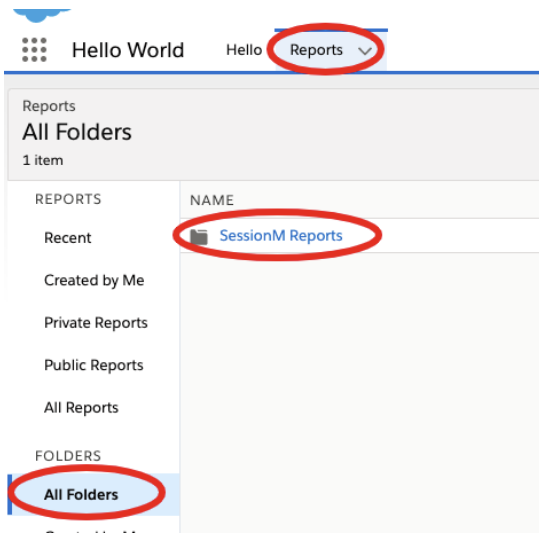 Hello World Hello Reports
Reports
All Folders
1 item
REPORTS NAME
Recent SessionM Reports
Created by Me
Private Reports
Public Reports
All Reports
FOLDERS
All Folders